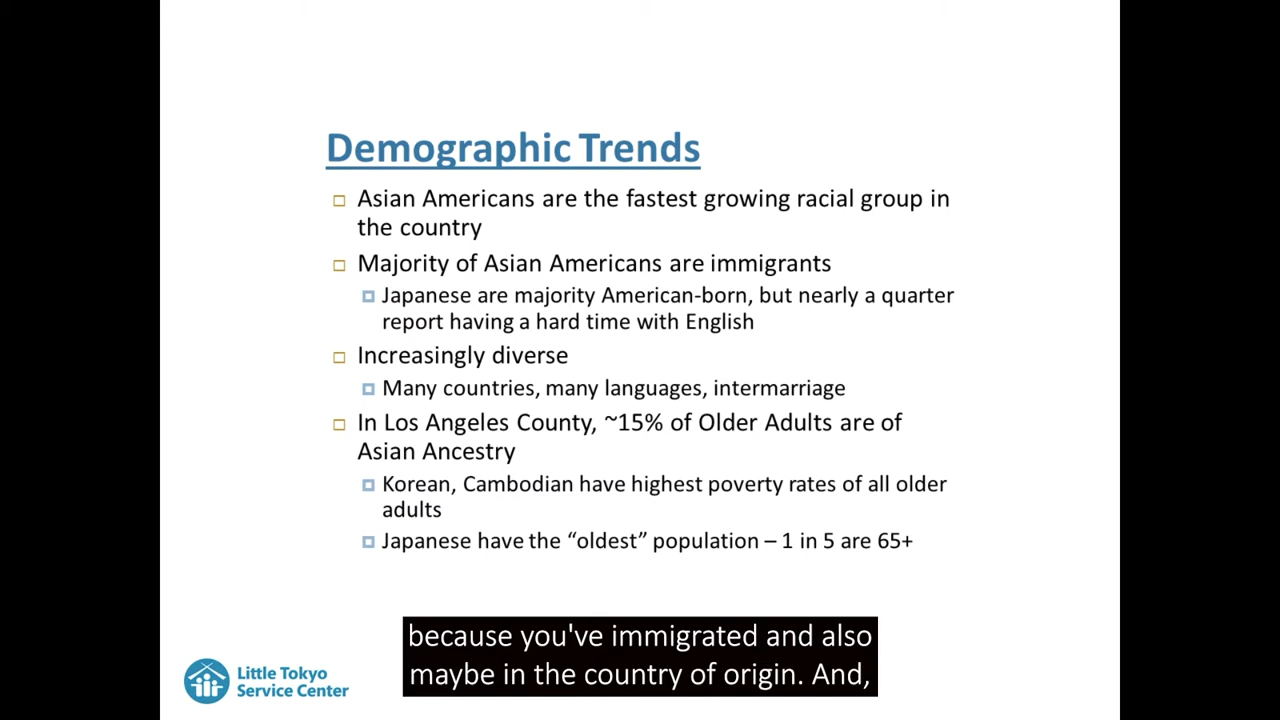 Demographic Trends
Asian Americans are the fastest growing racial group in
the country
Majority of Asian Americans are immigrants
Japanese are majority American-born, but nearly a quarter
report having a hard time with English
Increasingly diverse
Many countries, many languages, intermarriage
In Los Angeles County, ~15% of Older Adults are of
Asian Ancestry
Korean, Cambodian have highest poverty rates of all older
adults
Japanese have the “oldest” population – 1 in 5 are 65+
because you've immigrated and also
maybe in the country of origin. And,
Little Tokyo
Service Center